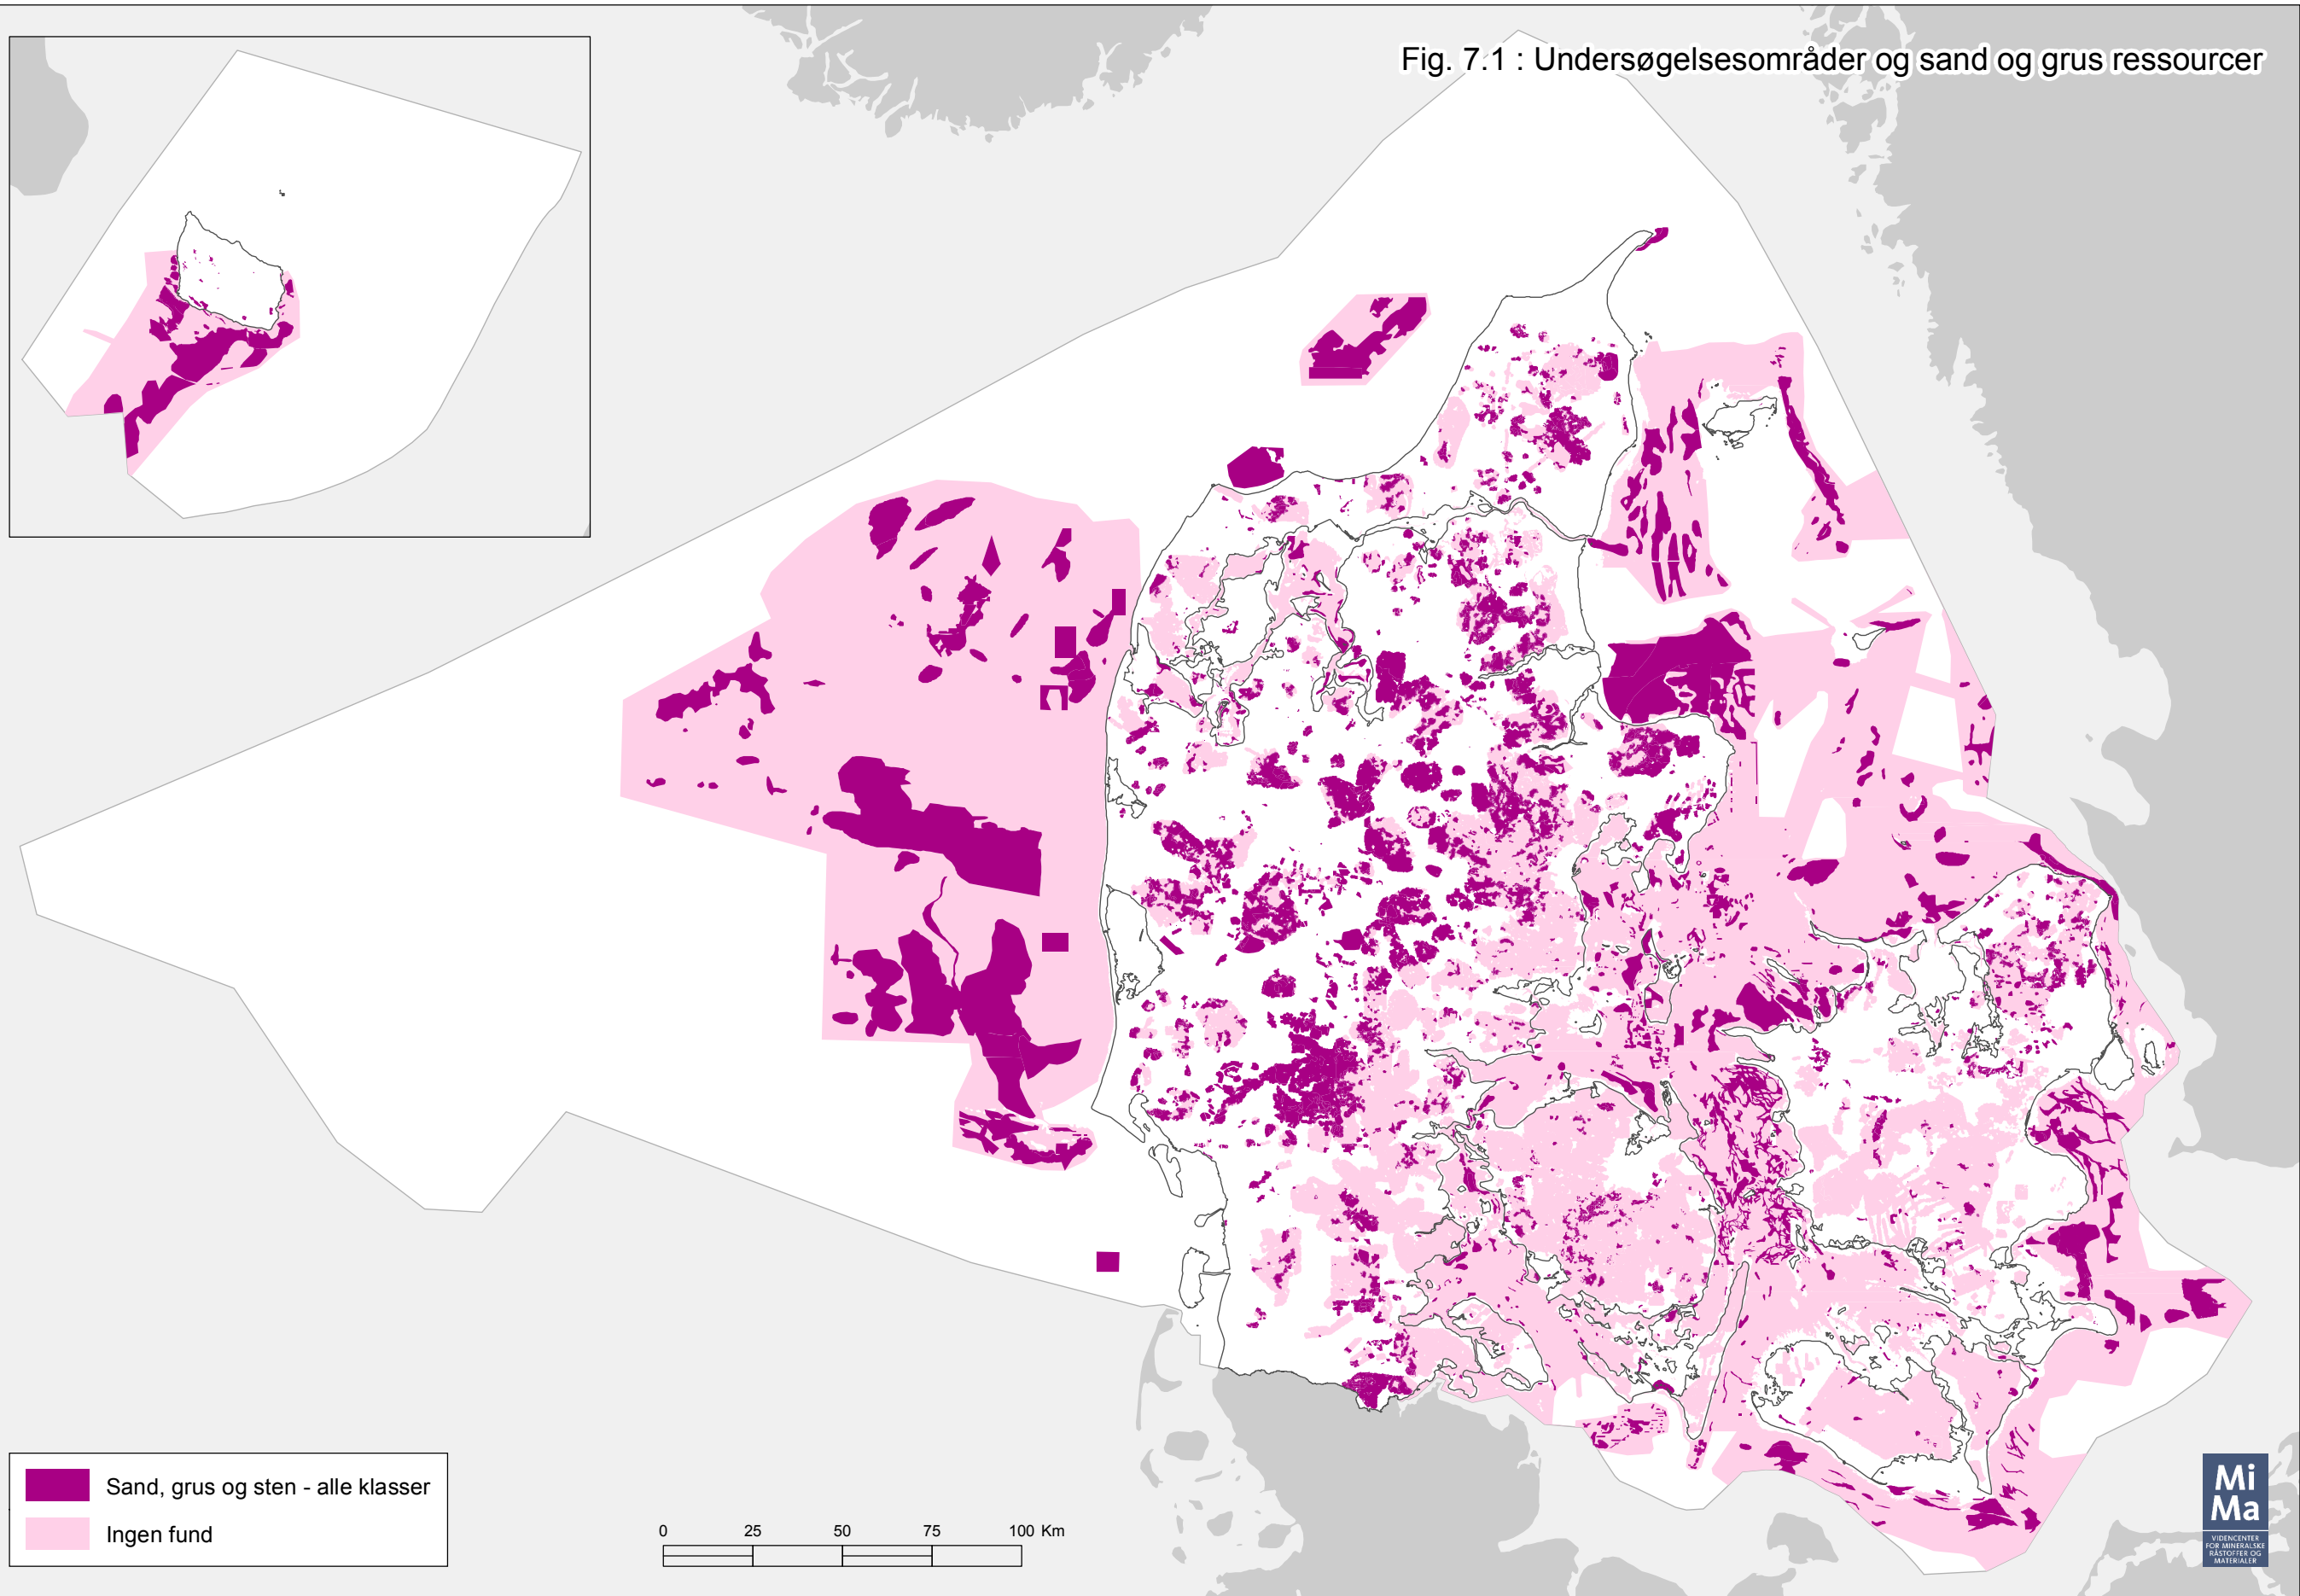 Fig. 7.1 : Undersøgelsesområder og sand og grus ressourcer
Sand, grus og sten - alle klasser
Ingen fund
0 25 50 75 100 Km
Mi
Ma
VIDENCENTER
FOR MINERALSKE
RÅSTOFFER OG
MATERIALER